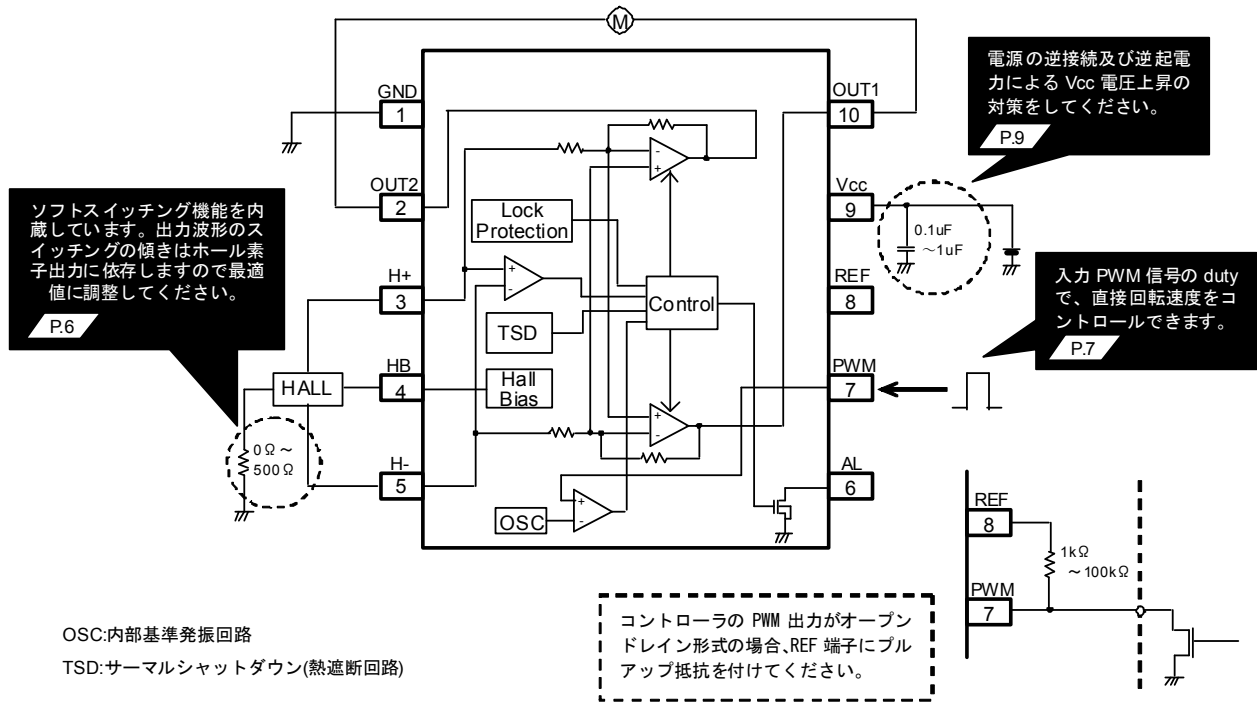 M
電源の逆接続及び逆起電
力による Vcc 電圧上昇の
対策をしてください。
P.9
GND
1
OUT1
10
OUT2
2
Vcc
9
ソフトスイッチング機能を内
蔵しています。出力波形のス
イッチングの傾きはホール素
子出力に依存しますので最適
値に調整してください。
P.6
Lock
Protection
-
+
0.1uF
～1uF
H+
3
+
-
REF
8
Control
TSD
入力 PWM 信号の duty
で、直接回転速度をコ
ントロールできます。
P.7
HALL
HB
4
Hall
Bias
PWM
7
+
-
0Ω～
500Ω
H-
5
AL
6
OSC
+
-
REF
8
1kΩ
～100kΩ
PWM
7
OSC:内部基準発振回路
TSD:サーマルシャットダウン(熱遮断回路)
コントローラの PWM 出力がオープン
ドレイン形式の場合、REF 端子にプル
アップ抵抗を付けてください。